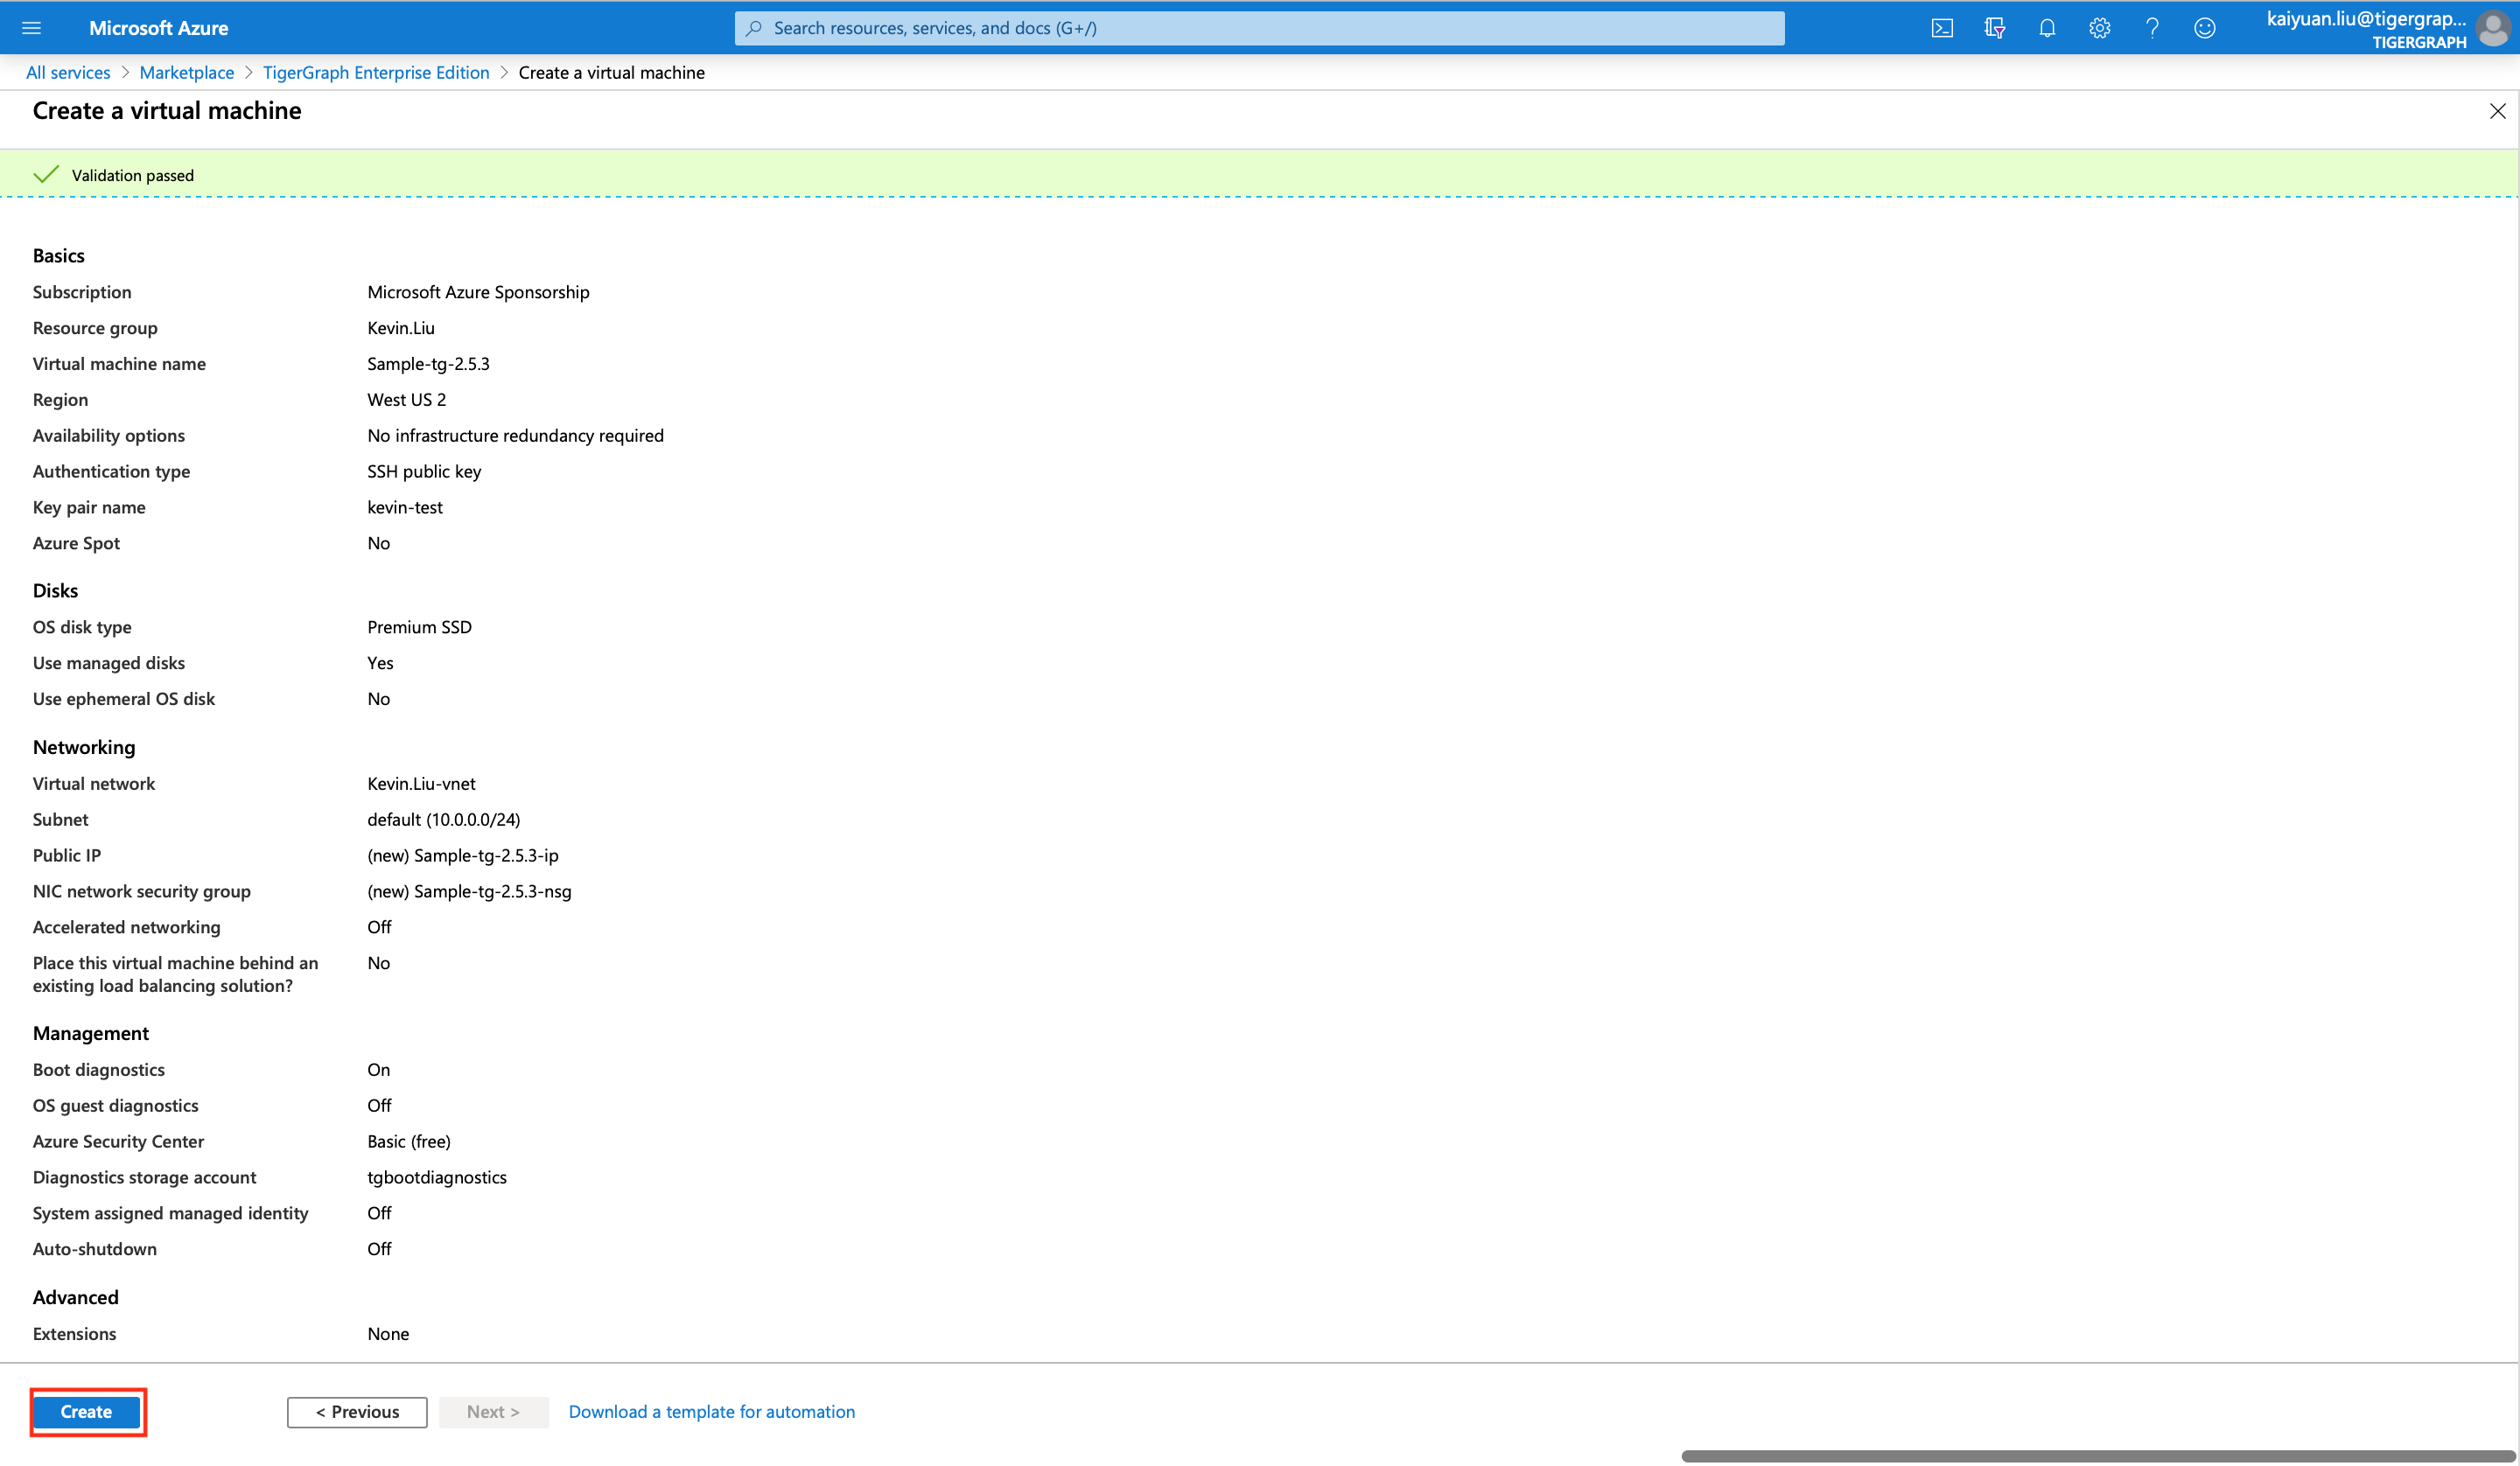 Microsoft Azure
Search resources, services, and docs (G+/)
kaiyuan.liu@tigergrap...
TIGERGRAPH
All services > Marketplace > TigerGraph Enterprise Edition > Create a virtual machine
Create a virtual machine
Validation passed
Basics
Subscription Microsoft Azure Sponsorship
Resource group Kevin.Liu
Virtual machine name Sample-tg-2.5.3
Region West US 2
Availability options No infrastructure redundancy required
Authentication type SSH public key
Key pair name kevin-test
Azure Spot No
Disks
OS disk type Premium SSD
Use managed disks Yes
Use ephemeral OS disk No
Networking
Virtual network Kevin.Liu-vnet
Subnet default (10.0.0.0/24)
Public IP (new) Sample-tg-2.5.3-ip
NIC network security group (new) Sample-tg-2.5.3-nsg
Accelerated networking Off
Place this virtual machine behind an No
existing load balancing solution?
Management
Boot diagnostics On
OS guest diagnostics Off
Azure Security Center Basic (free)
Diagnostics storage account tgbootdiagnostics
System assigned managed identity Off
Auto-shutdown Off
Advanced
Extensions None
Create < Previous Next > Download a template for automation